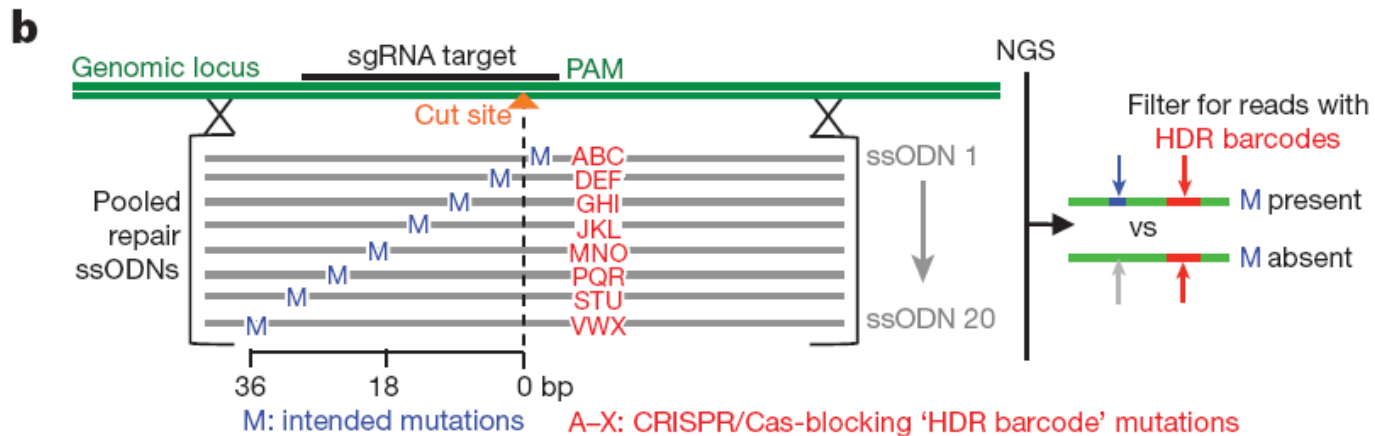 b
Genomic locus
sgRNA target
PAM
NGS
Cut site
Filter for reads with
HDR barcodes
Pooled
repair
ssODNs
M ABC
M DEF
M GHI
M JKL
M MNO
M PQR
M STU
M VWX
ssODN 1
ssODN 20
M present
vs
M absent
36 18 0 bp
M: intended mutations
A–X: CRISPR/Cas-blocking ‘HDR barcode’ mutations